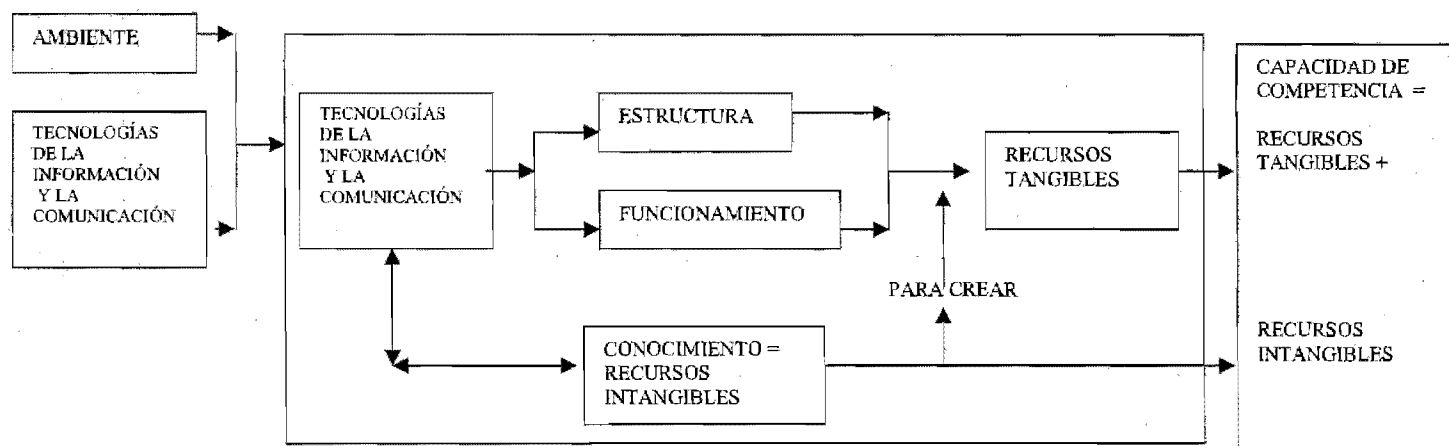 AMBIENTE
TECNOLOGÍAS
DE LA
INFORMACIÓN
Y LA
COMUNICACIÓN
TECNOLOGÍAS
DE LA
INFORMACIÓN
Y LA
COMUNICACIÓN
ESTRUCTURA
FUNCIONAMIENTO
RECURSOS
TANGIBLES
PARA CREAR
CONOCIMIENTO =
RECURSOS
INTANGIBLES
CAPACIDAD DE
COMPETENCIA =
RECURSOS
TANGIBLES +
RECURSOS
INTANGIBLES